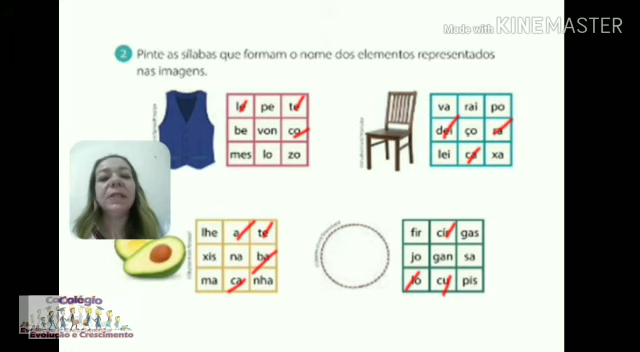 Made with KINEMASTER
2 Pinte as sílabas que formam o nome dos elementos representados
nas imagens.
le pe te
be von co
mes lo zo
va rai po
dei ço ra
lei ca xa
lhe a te
xis na ba
ma ca nha
fir cír gas
jo gan sa
lo cu pis
Colégio
Evolução e Crescimento